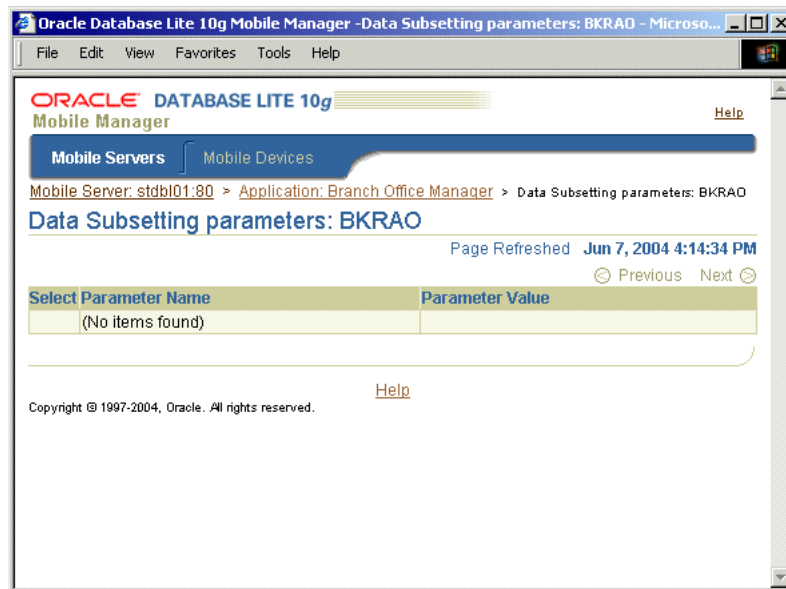 Oracle Database Lite 10g Mobile Manager -Data Subsetting parameters: BKRAO - Microso...
File Edit View Favorites Tools Help
ORACLE DATABASE LITE 10g
Mobile Manager
Help
Mobile Servers Mobile Devices
Mobile Server: stdbl01:80 > Application: Branch Office Manager > Data Subsetting parameters: BKRAO
Data Subsetting parameters: BKRAO
Page Refreshed Jun 7, 2004 4:14:34 PM
Previous Next
Select Parameter Name Parameter Value
(No items found)
Help
Copyright © 1997-2004, Oracle. All rights reserved.